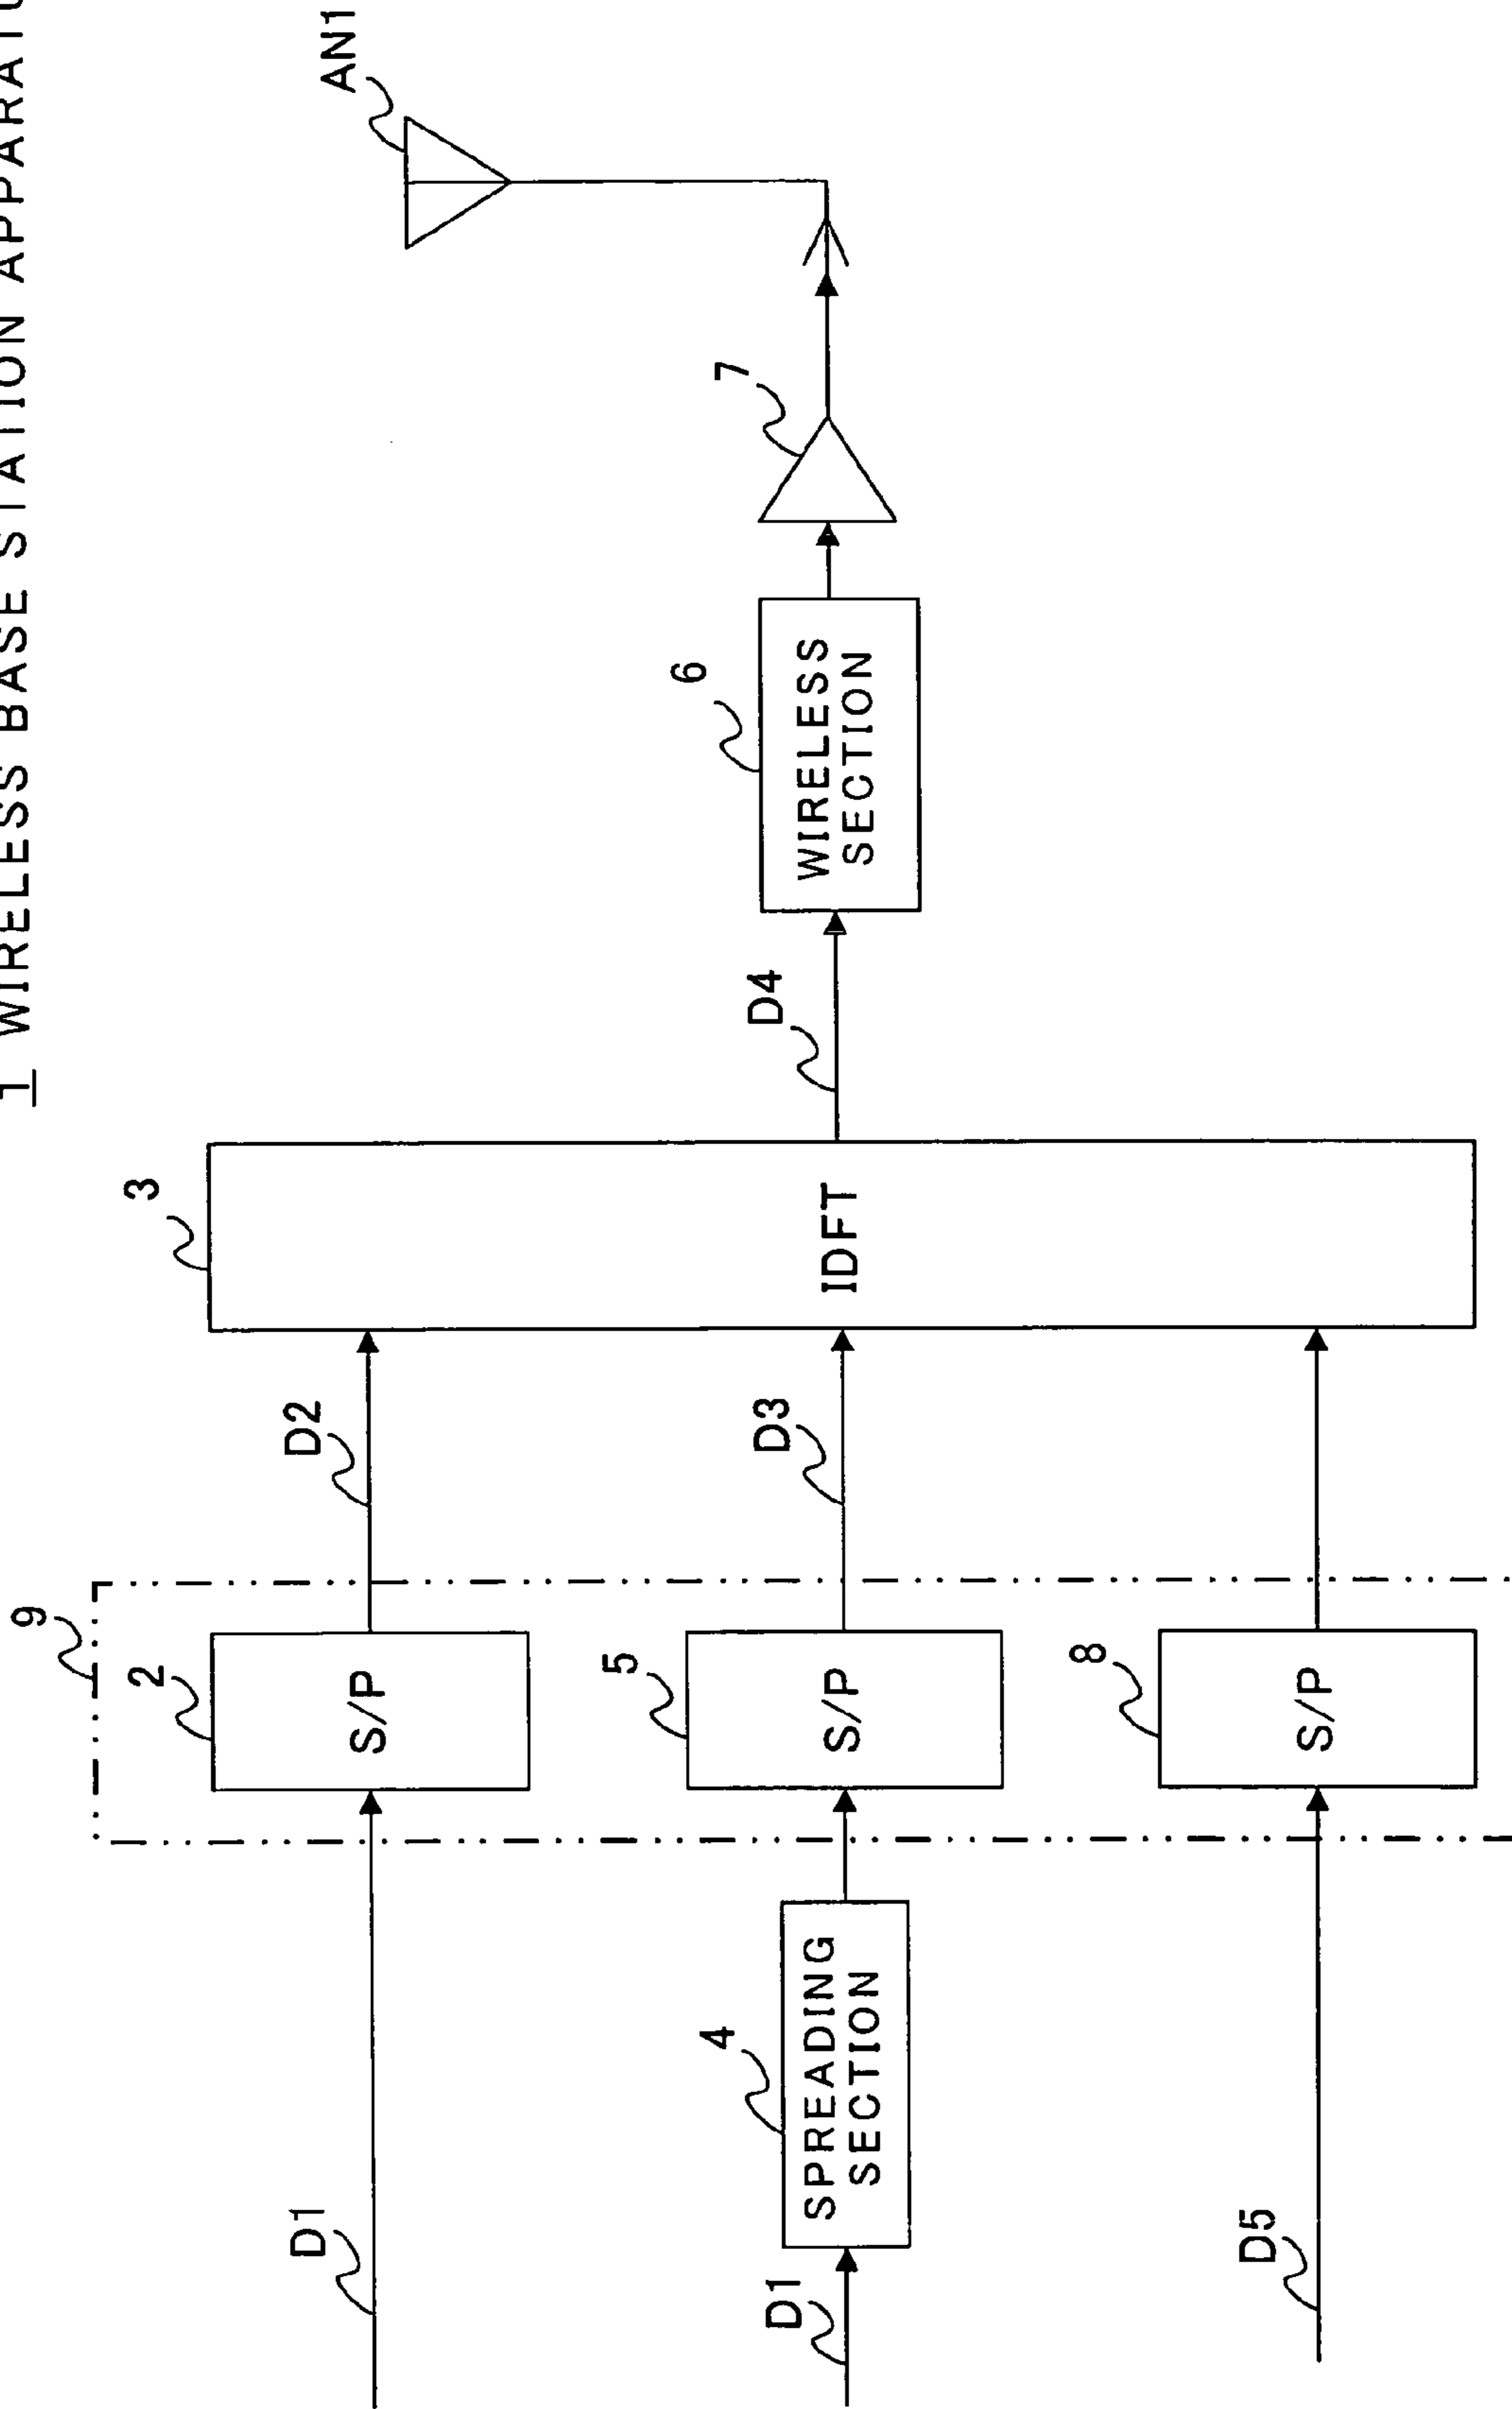 1 WIRELESS BASE STATION
AN1
7
6
WIRELESS
SECTION
D4
3
IDFT
D2
D3
9
2
S/P
5
S/P
8
S/P
4
SPREADING
SECTION
D1
D1
D5